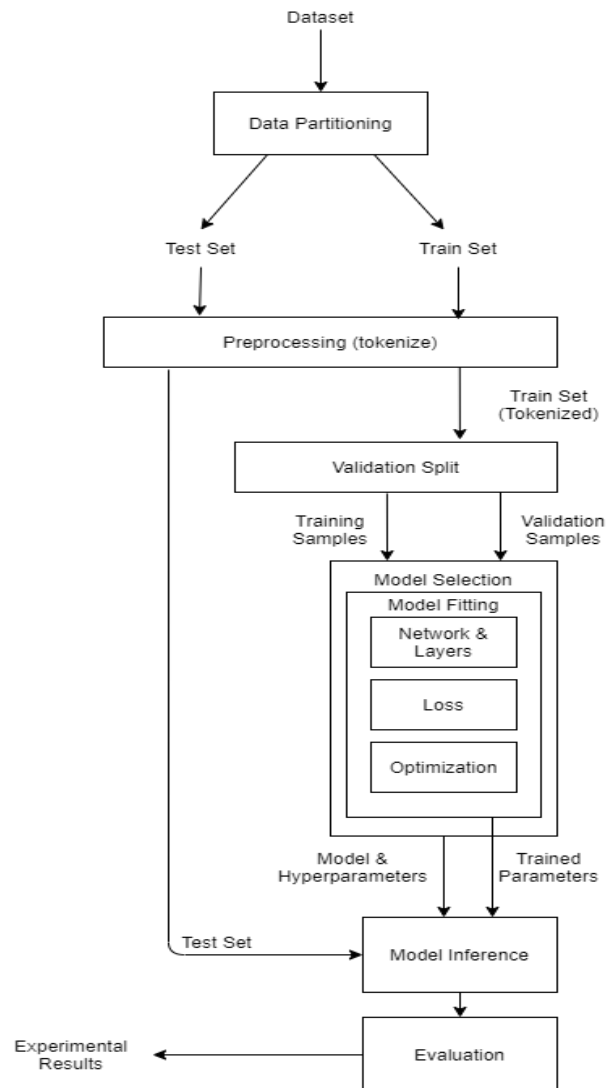 Dataset
Data Partitioning
Test Set
Train Set
Preprocessing (tokenize)
Train Set
(Tokenized)
Validation Split
Training
Samples
Validation
Samples
Model Selection
Model Fitting
Network &
Layers
Loss
Optimization
Model &
Hyperparameters
Trained
Parameters
Test Set
Model Inference
Experimental
Results
Evaluation